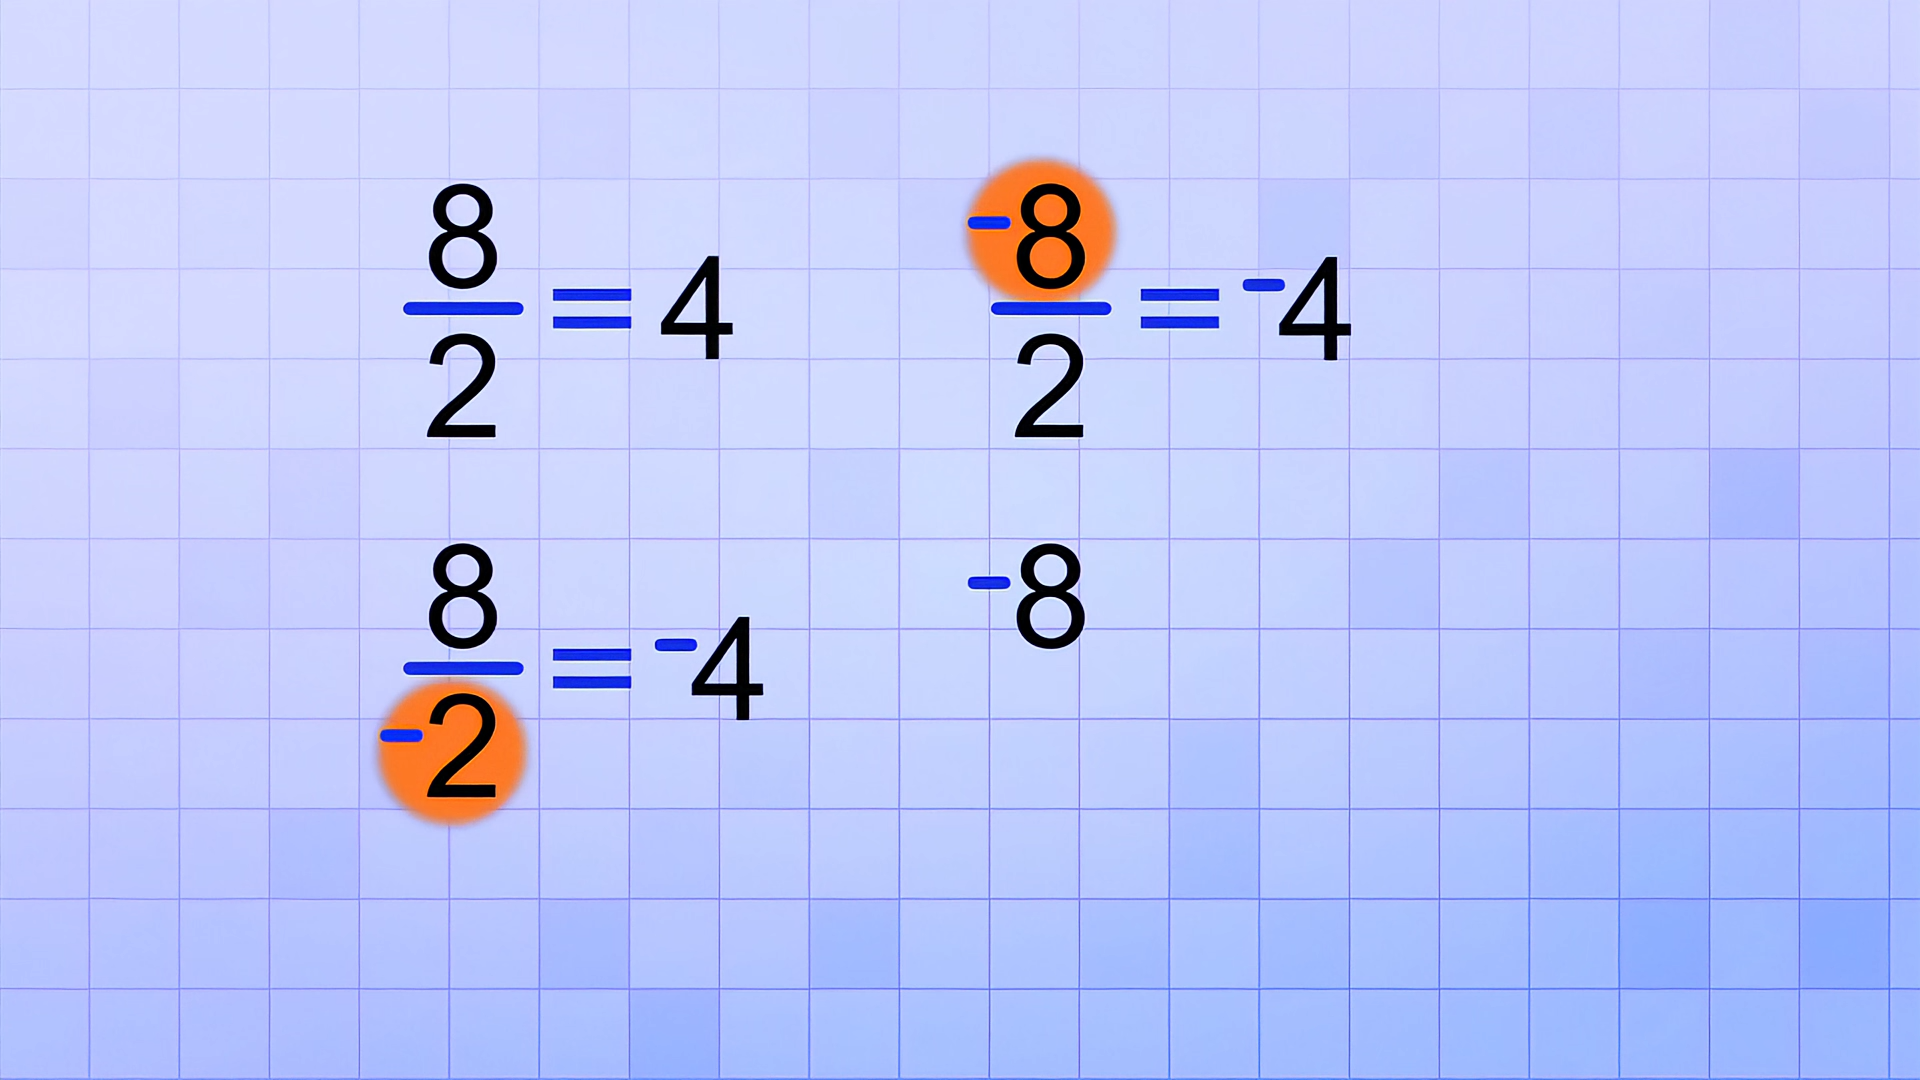 8/2 = 4
-8/2 = -4
8/-2 = -4
-8